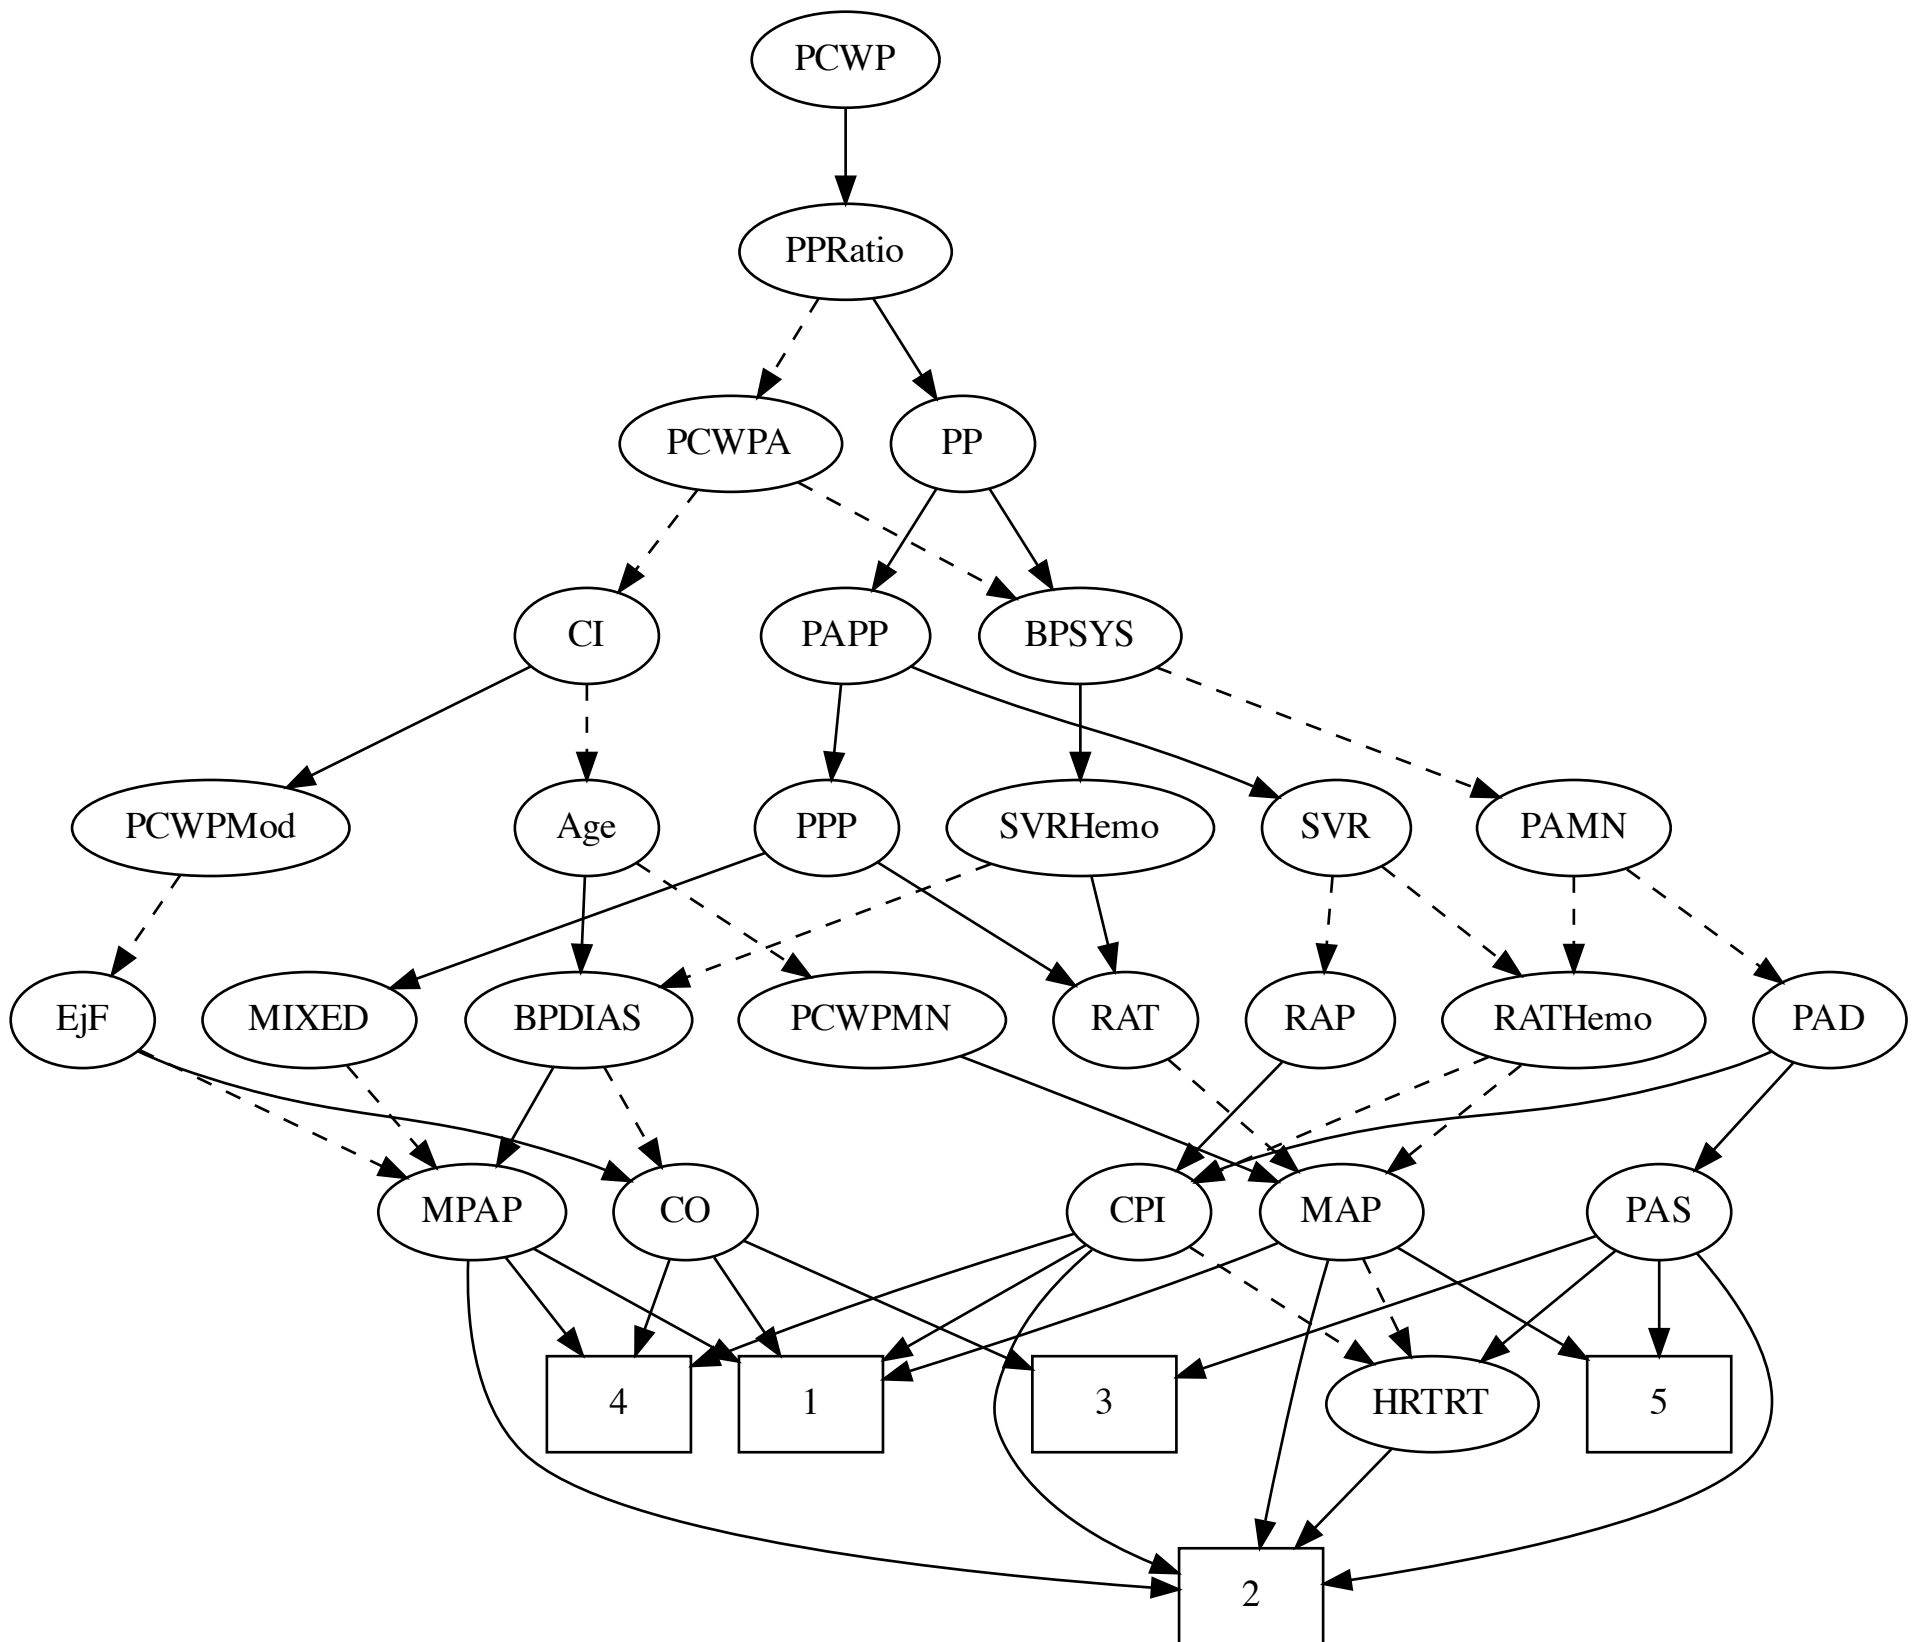 PCWP
PPRatio
PCWPA
PP
CI
PAPP
BPSYS
PCWPMod
Age
PPP
SVRHemo
SVR
PAMN
EjF
MIXED
BPDIAS
PCWPMN
RAT
RAP
RATHemo
PAD
MPAP
CO
CPI
MAP
PAS
4
1
3
HRTRT
5
2